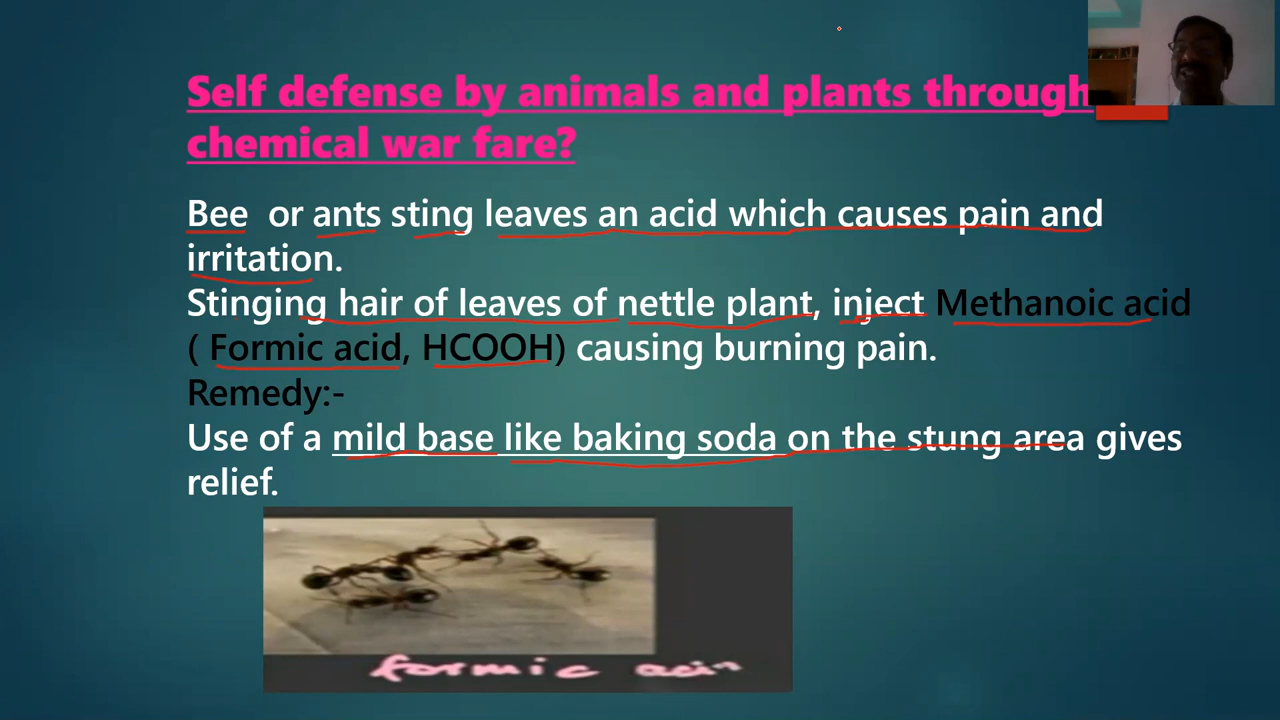 Self defense by animals and plants through
chemical war fare?
Bee or ants sting leaves an acid which causes pain and
irritation.
Stinging hair of leaves of nettle plant, inject Methanoic acid
( Formic acid, HCOOH) causing burning pain.
Remedy:-
Use of a mild base like baking soda on the stung area gives
relief.
formic acid